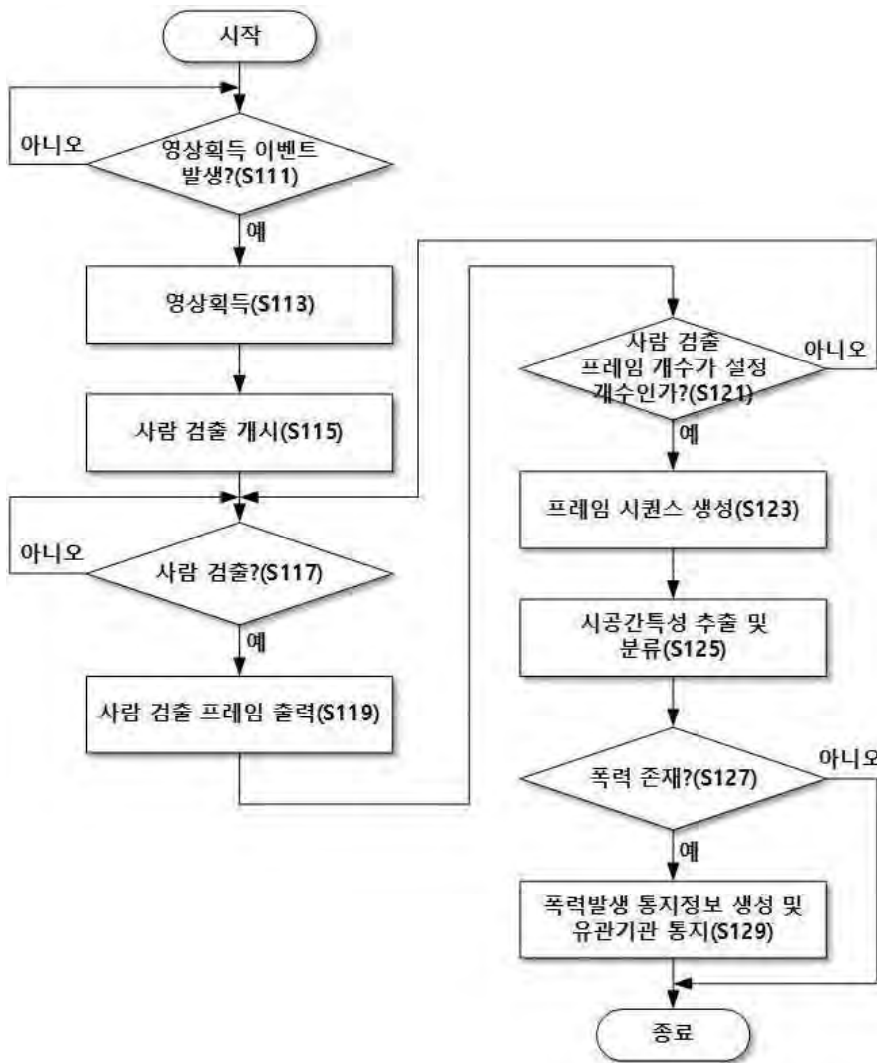 시작
아니오
영상획득 이벤트
발생?(S111)
예
영상획득(S113)
사람 검출 개시(S115)
아니오
사람 검출?(S117)
예
사람 검출 프레임 출력(S119)
사람 검출
프레임 개수가 설정
개수인가?(S121)
아니오
예
프레임 시퀀스 생성(S123)
시공간특성 추출 및
분류(S125)
폭력 존재?(S127)
아니오
예
폭력발생 통지정보 생성 및
유관기관 통지(S129)
종료